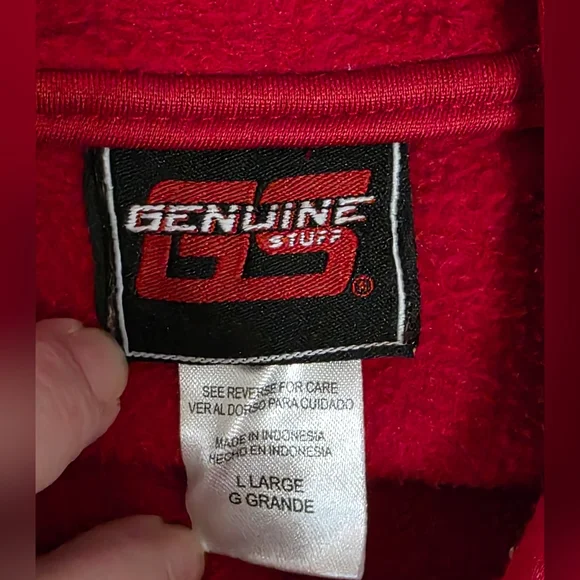 GS
GENUINE
STUFF
®
SEE REVERSE FOR CARE
VER AL DORSO PARA CUIDADO
MADE IN INDONESIA
HECHO EN INDONESIA
L LARGE
G GRANDE